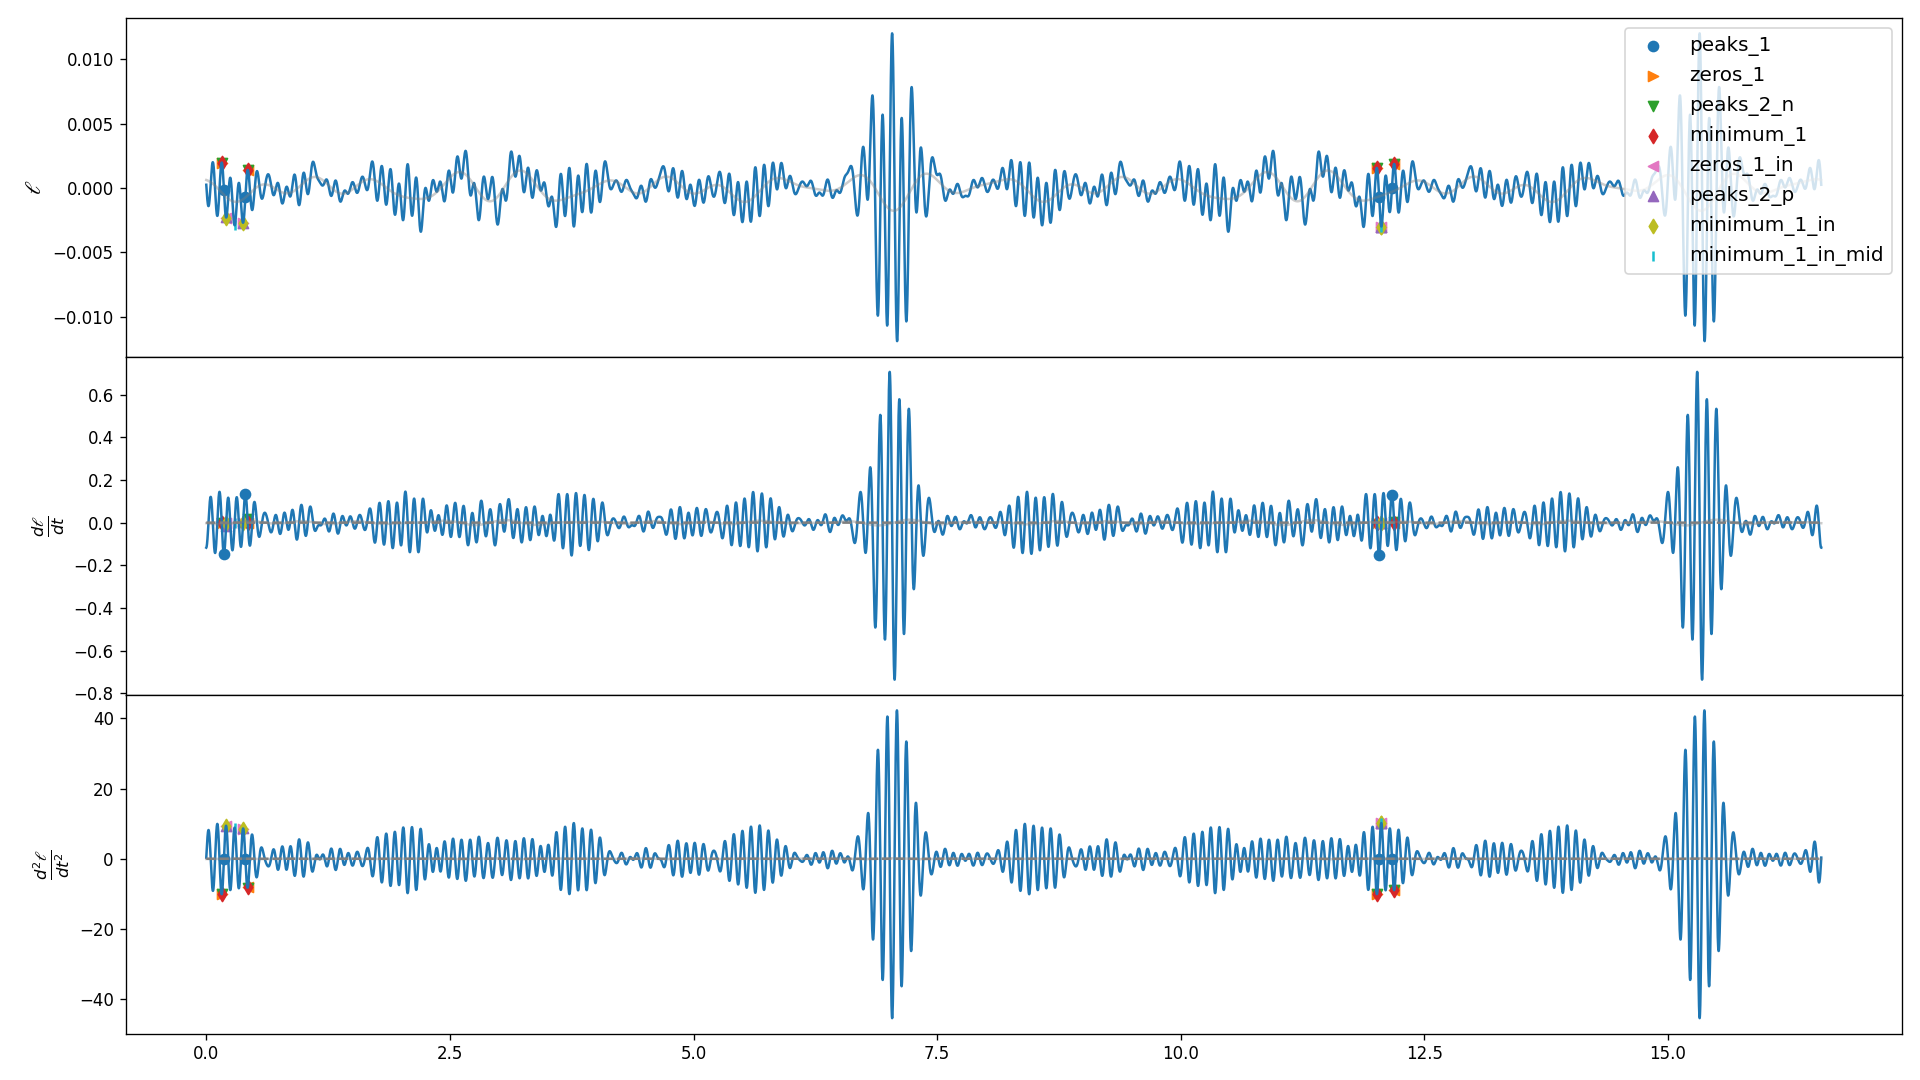 0.010
0.005
0.000
−0.005
−0.010
ℓ
peaks_1
zeros_1
peaks_2_n
minimum_1
zeros_1_in
peaks_2_p
minimum_1_in
minimum_1_in_mid
0.6
0.4
0.2
0.0
−0.2
−0.4
−0.6
−0.8
dℓ/dt
40
20
0
−20
−40
d²ℓ/dt²
0.0 2.5 5.0 7.5 10.0 12.5 15.0